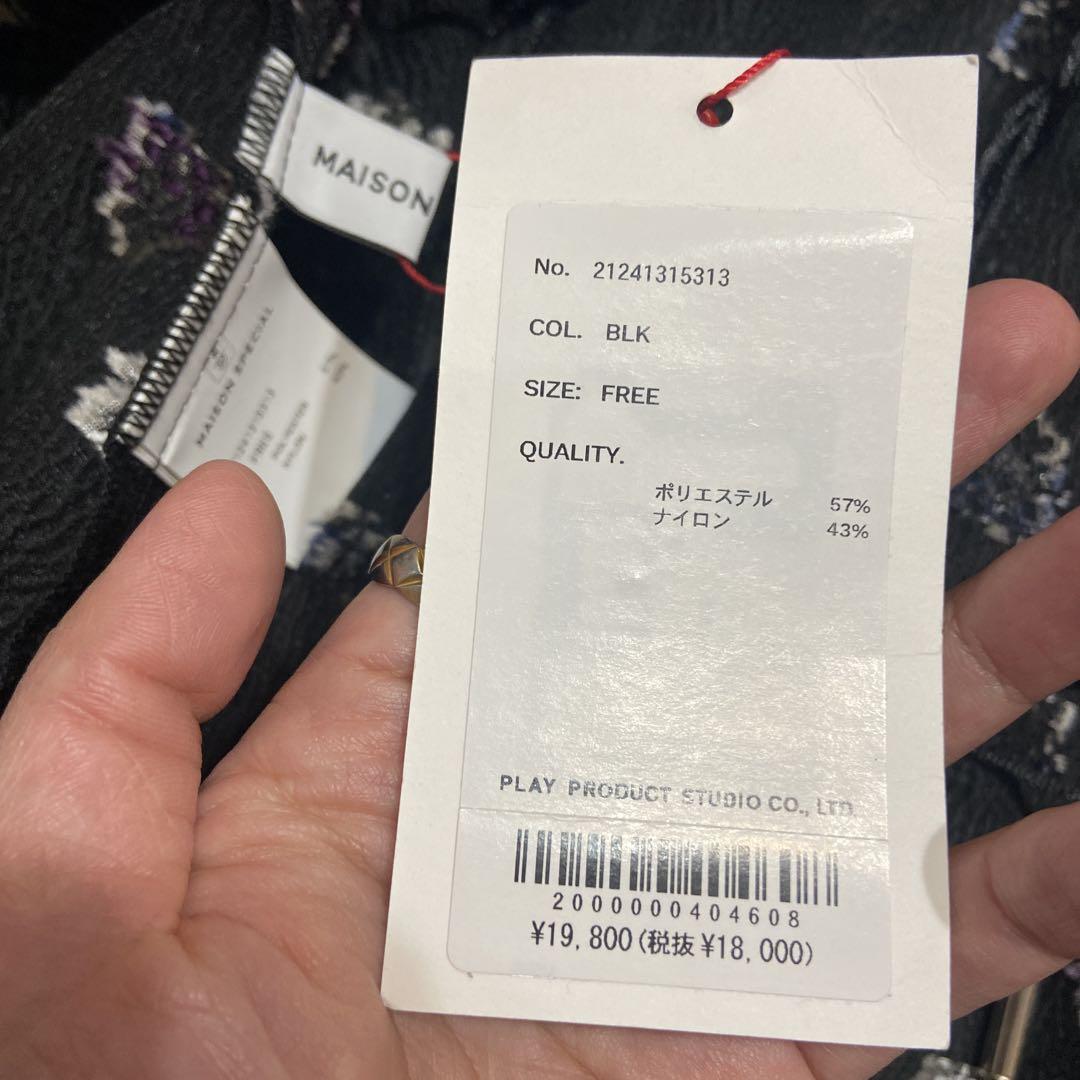 MAISON
MAISON SPECIAL
FREE
No. 21241315313
COL. BLK
SIZE: FREE
QUALITY.
ポリエステル 57%
ナイロン 43%
PLAY PRODUCT STUDIO CO., LTD.
2000000404608
¥19,800(税抜¥18,000)